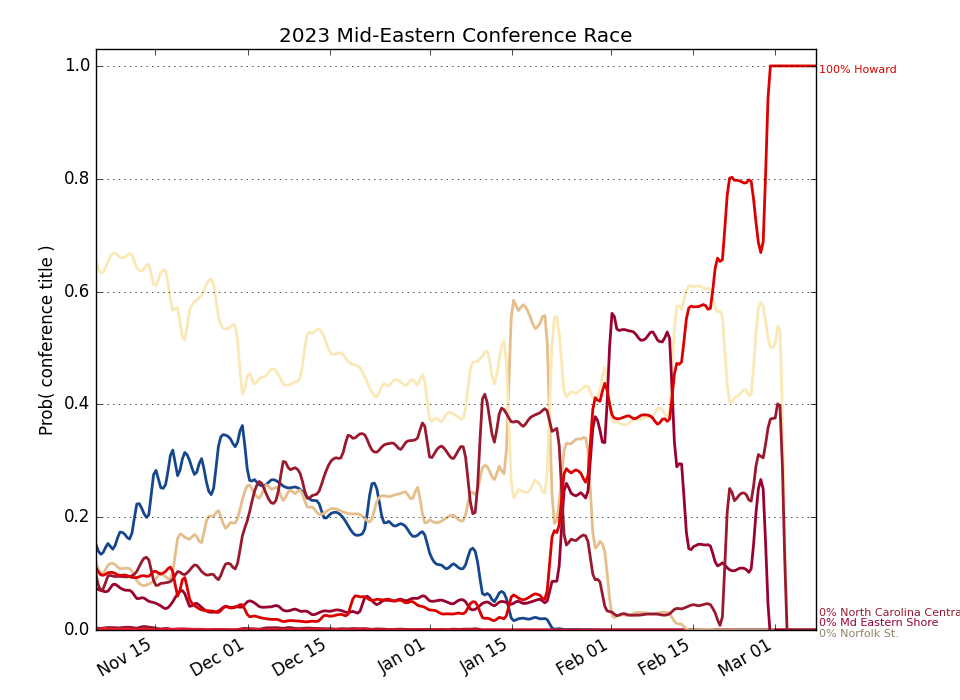 2023 Mid-Eastern Conference Race
Prob( conference title )
1.0
0.8
0.6
0.4
0.2
0.0
Nov 15
Dec 01
Dec 15
Jan 01
Jan 15
Feb 01
Feb 15
Mar 01
100% Howard
0% North Carolina Centra
0% Md Eastern Shore
0% Norfolk St.